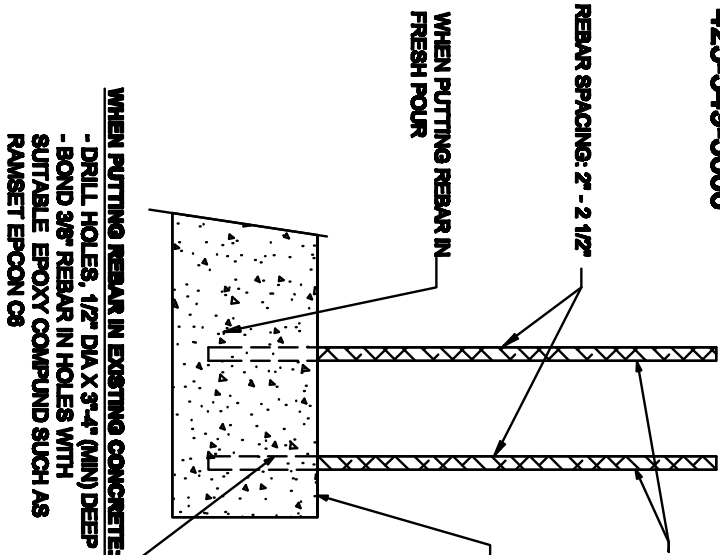 REBAR SPACING: 2" - 2 1/2"
WHEN PUTTING REBAR IN
FRESH POUR
WHEN PUTTING REBAR IN EXISTING CONCRETE:
- DRILL HOLES, 1/2" DIA X 3"-4" (MIN) DEEP
- BOND 3/8" REBAR IN HOLES WITH
SUITABLE EPOXY COMPUND SUCH AS
RAMSET EPCON C8